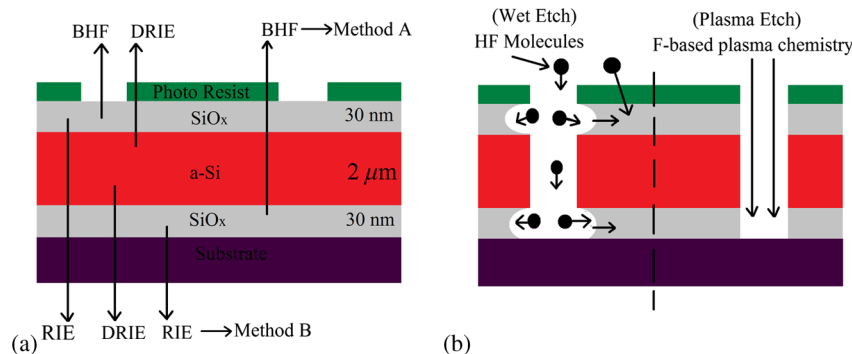 BHF DRIE BHF Method A
Photo Resist
SiOx 30 nm
a-Si 2 μm
SiOx 30 nm
Substrate
(a) RIE DRIE RIE Method B
(Wet Etch) (Plasma Etch)
HF Molecules F-based plasma chemistry
(b)